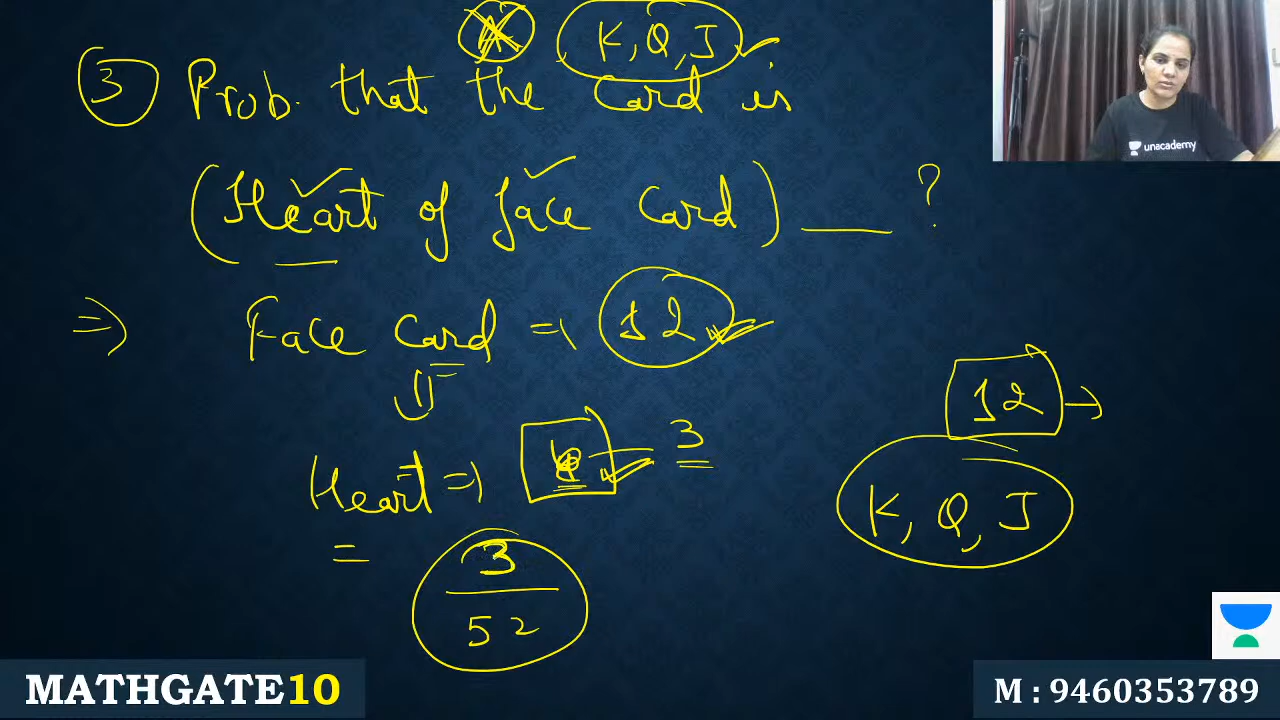 K, Q, J
3 Prob. that the Card is
(Heart of face Card) ___ ?
⇒ Face Card ⇒ 12
Heart ⇒ 3
= 3/52
12 →
K, Q, J
unacademy
MATHGATE10
M : 9460353789